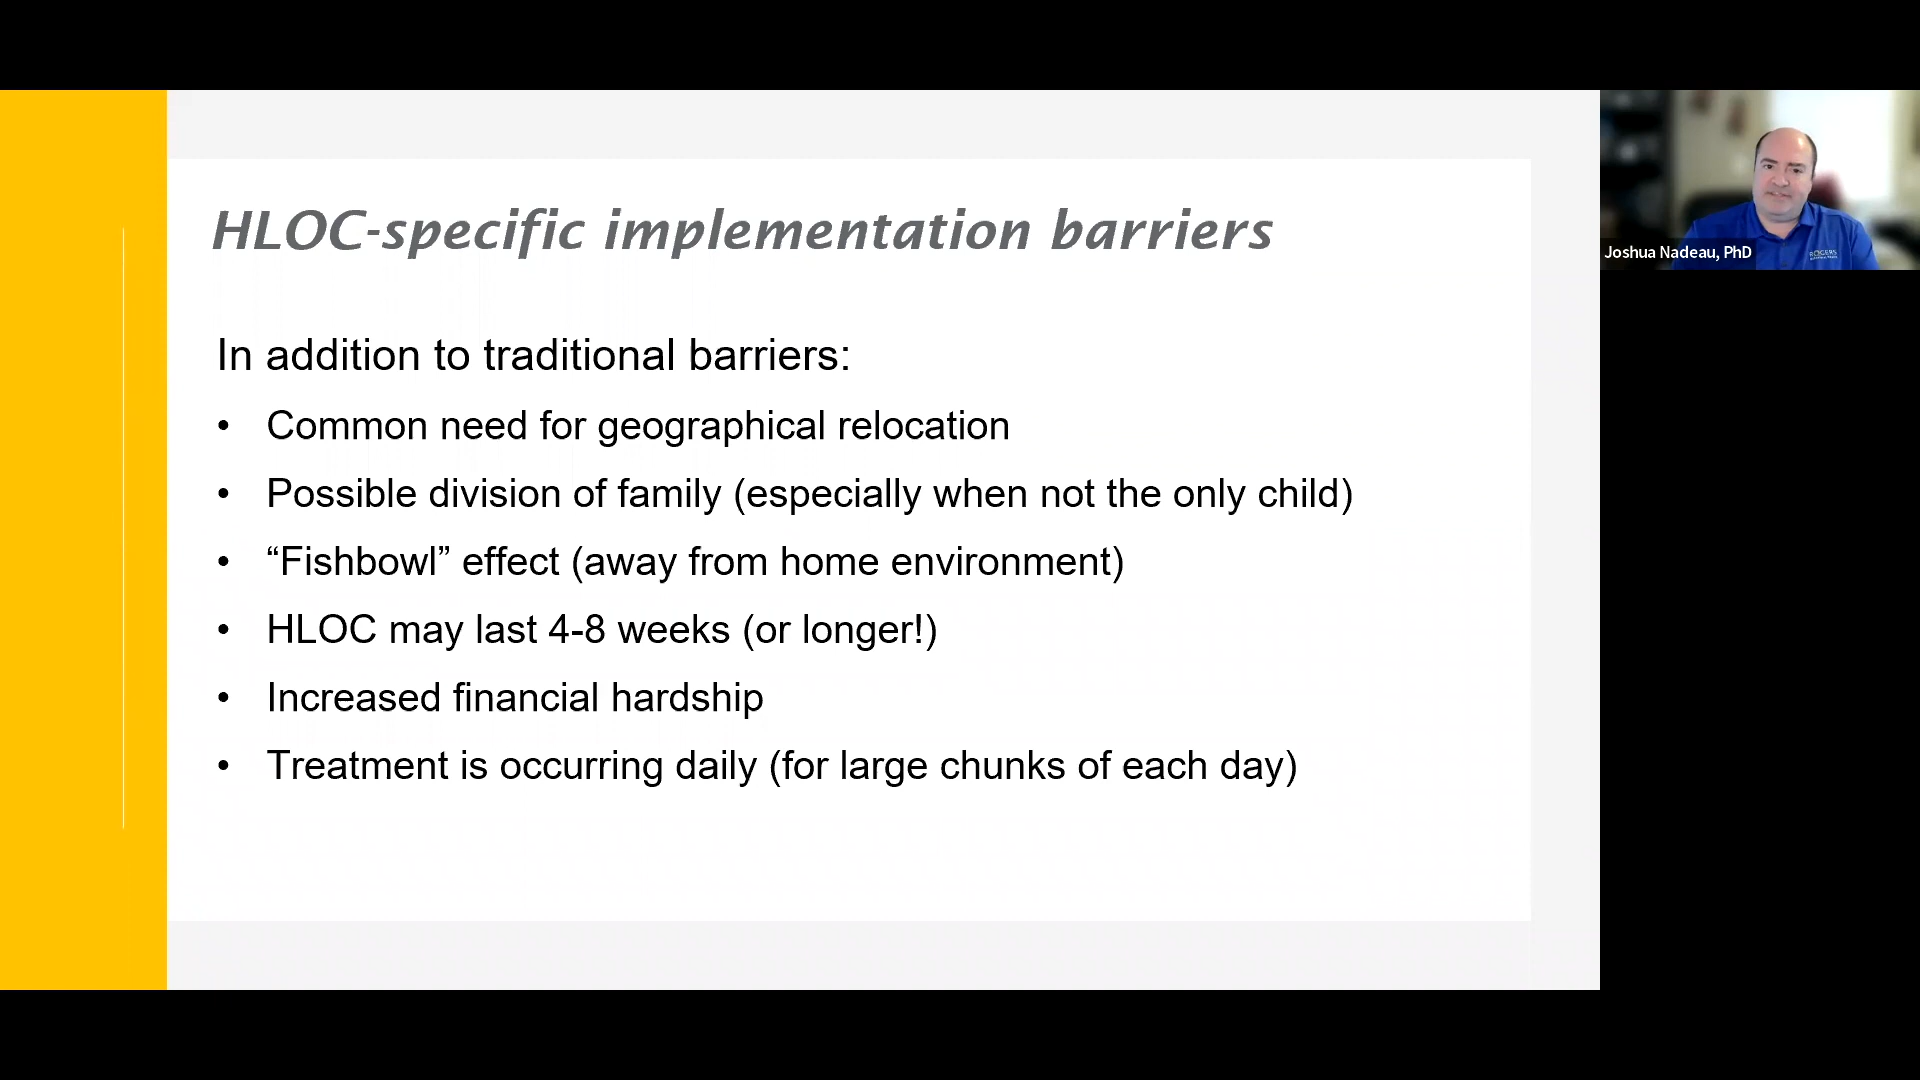 HLOC-specific implementation barriers
In addition to traditional barriers:
• Common need for geographical relocation
• Possible division of family (especially when not the only child)
• “Fishbowl” effect (away from home environment)
• HLOC may last 4-8 weeks (or longer!)
• Increased financial hardship
• Treatment is occurring daily (for large chunks of each day)
Joshua Nadeau, PhD
ROGERS